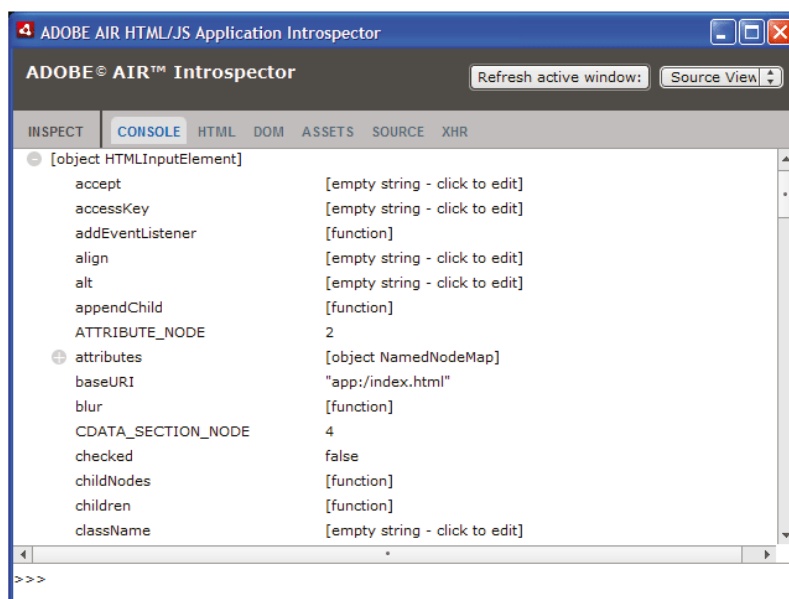 ADOBE AIR HTML/JS Application Introspector
ADOBE© AIR™ Introspector
Refresh active window: Source View
INSPECT CONSOLE HTML DOM ASSETS SOURCE XHR
[object HTMLInputElement]
accept [empty string - click to edit]
accessKey [empty string - click to edit]
addEventListener [function]
align [empty string - click to edit]
alt [empty string - click to edit]
appendChild [function]
ATTRIBUTE_NODE 2
attributes [object NamedNodeMap]
baseURI "app:/index.html"
blur [function]
CDATA_SECTION_NODE 4
checked false
childNodes [function]
children [function]
className [empty string - click to edit]
>>>